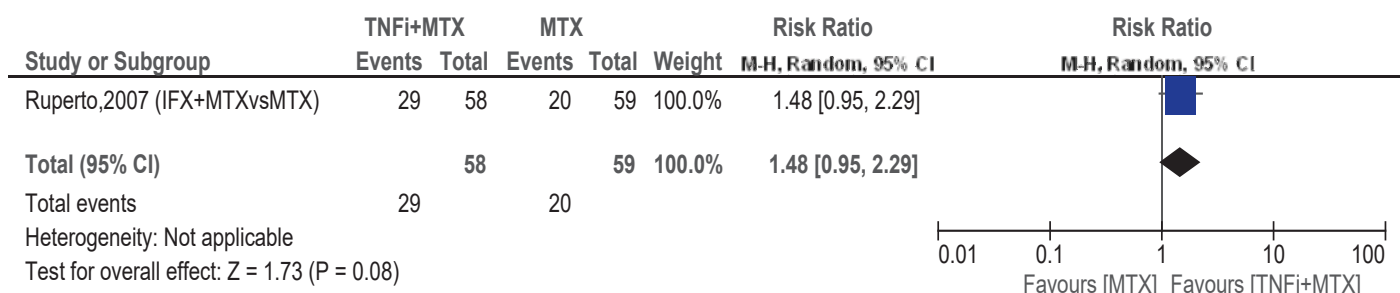 TNFi+MTX MTX Risk Ratio Risk Ratio
Study or Subgroup Events Total Events Total Weight M-H, Random, 95% CI M-H, Random, 95% CI
Ruperto,2007 (IFX+MTXvsMTX) 29 58 20 59 100.0% 1.48 [0.95, 2.29]
Total (95% CI) 58 59 100.0% 1.48 [0.95, 2.29]
Total events 29 20
Heterogeneity: Not applicable
Test for overall effect: Z = 1.73 (P = 0.08)
0.01 0.1 1 10 100
Favours [MTX] Favours [TNFi+MTX]